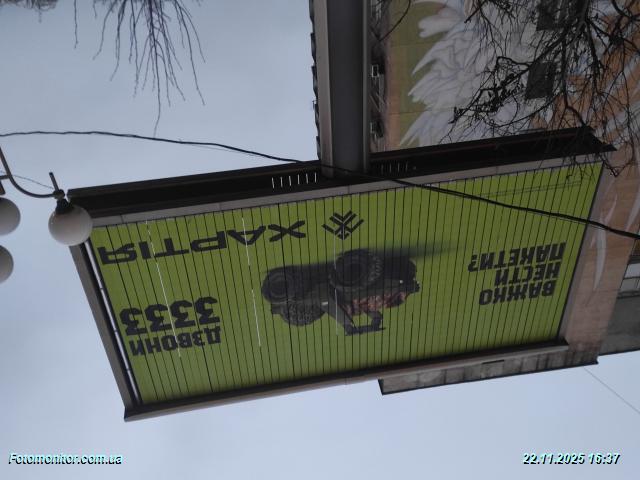 ВАЖКО
НЕСТИ
ПАКЕТИ?
ХАРТІЯ
ДЗВОНИ
3333
Fotomonitor.com.ua
22.11.2025 16:37